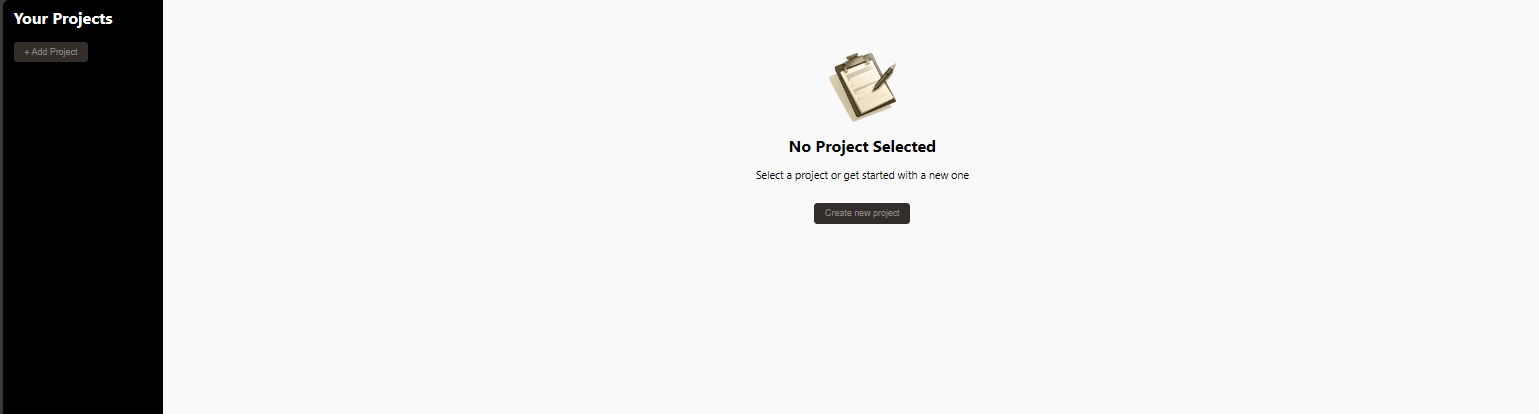 Your Projects
+ Add Project
No Project Selected
Select a project or get started with a new one
Create new project